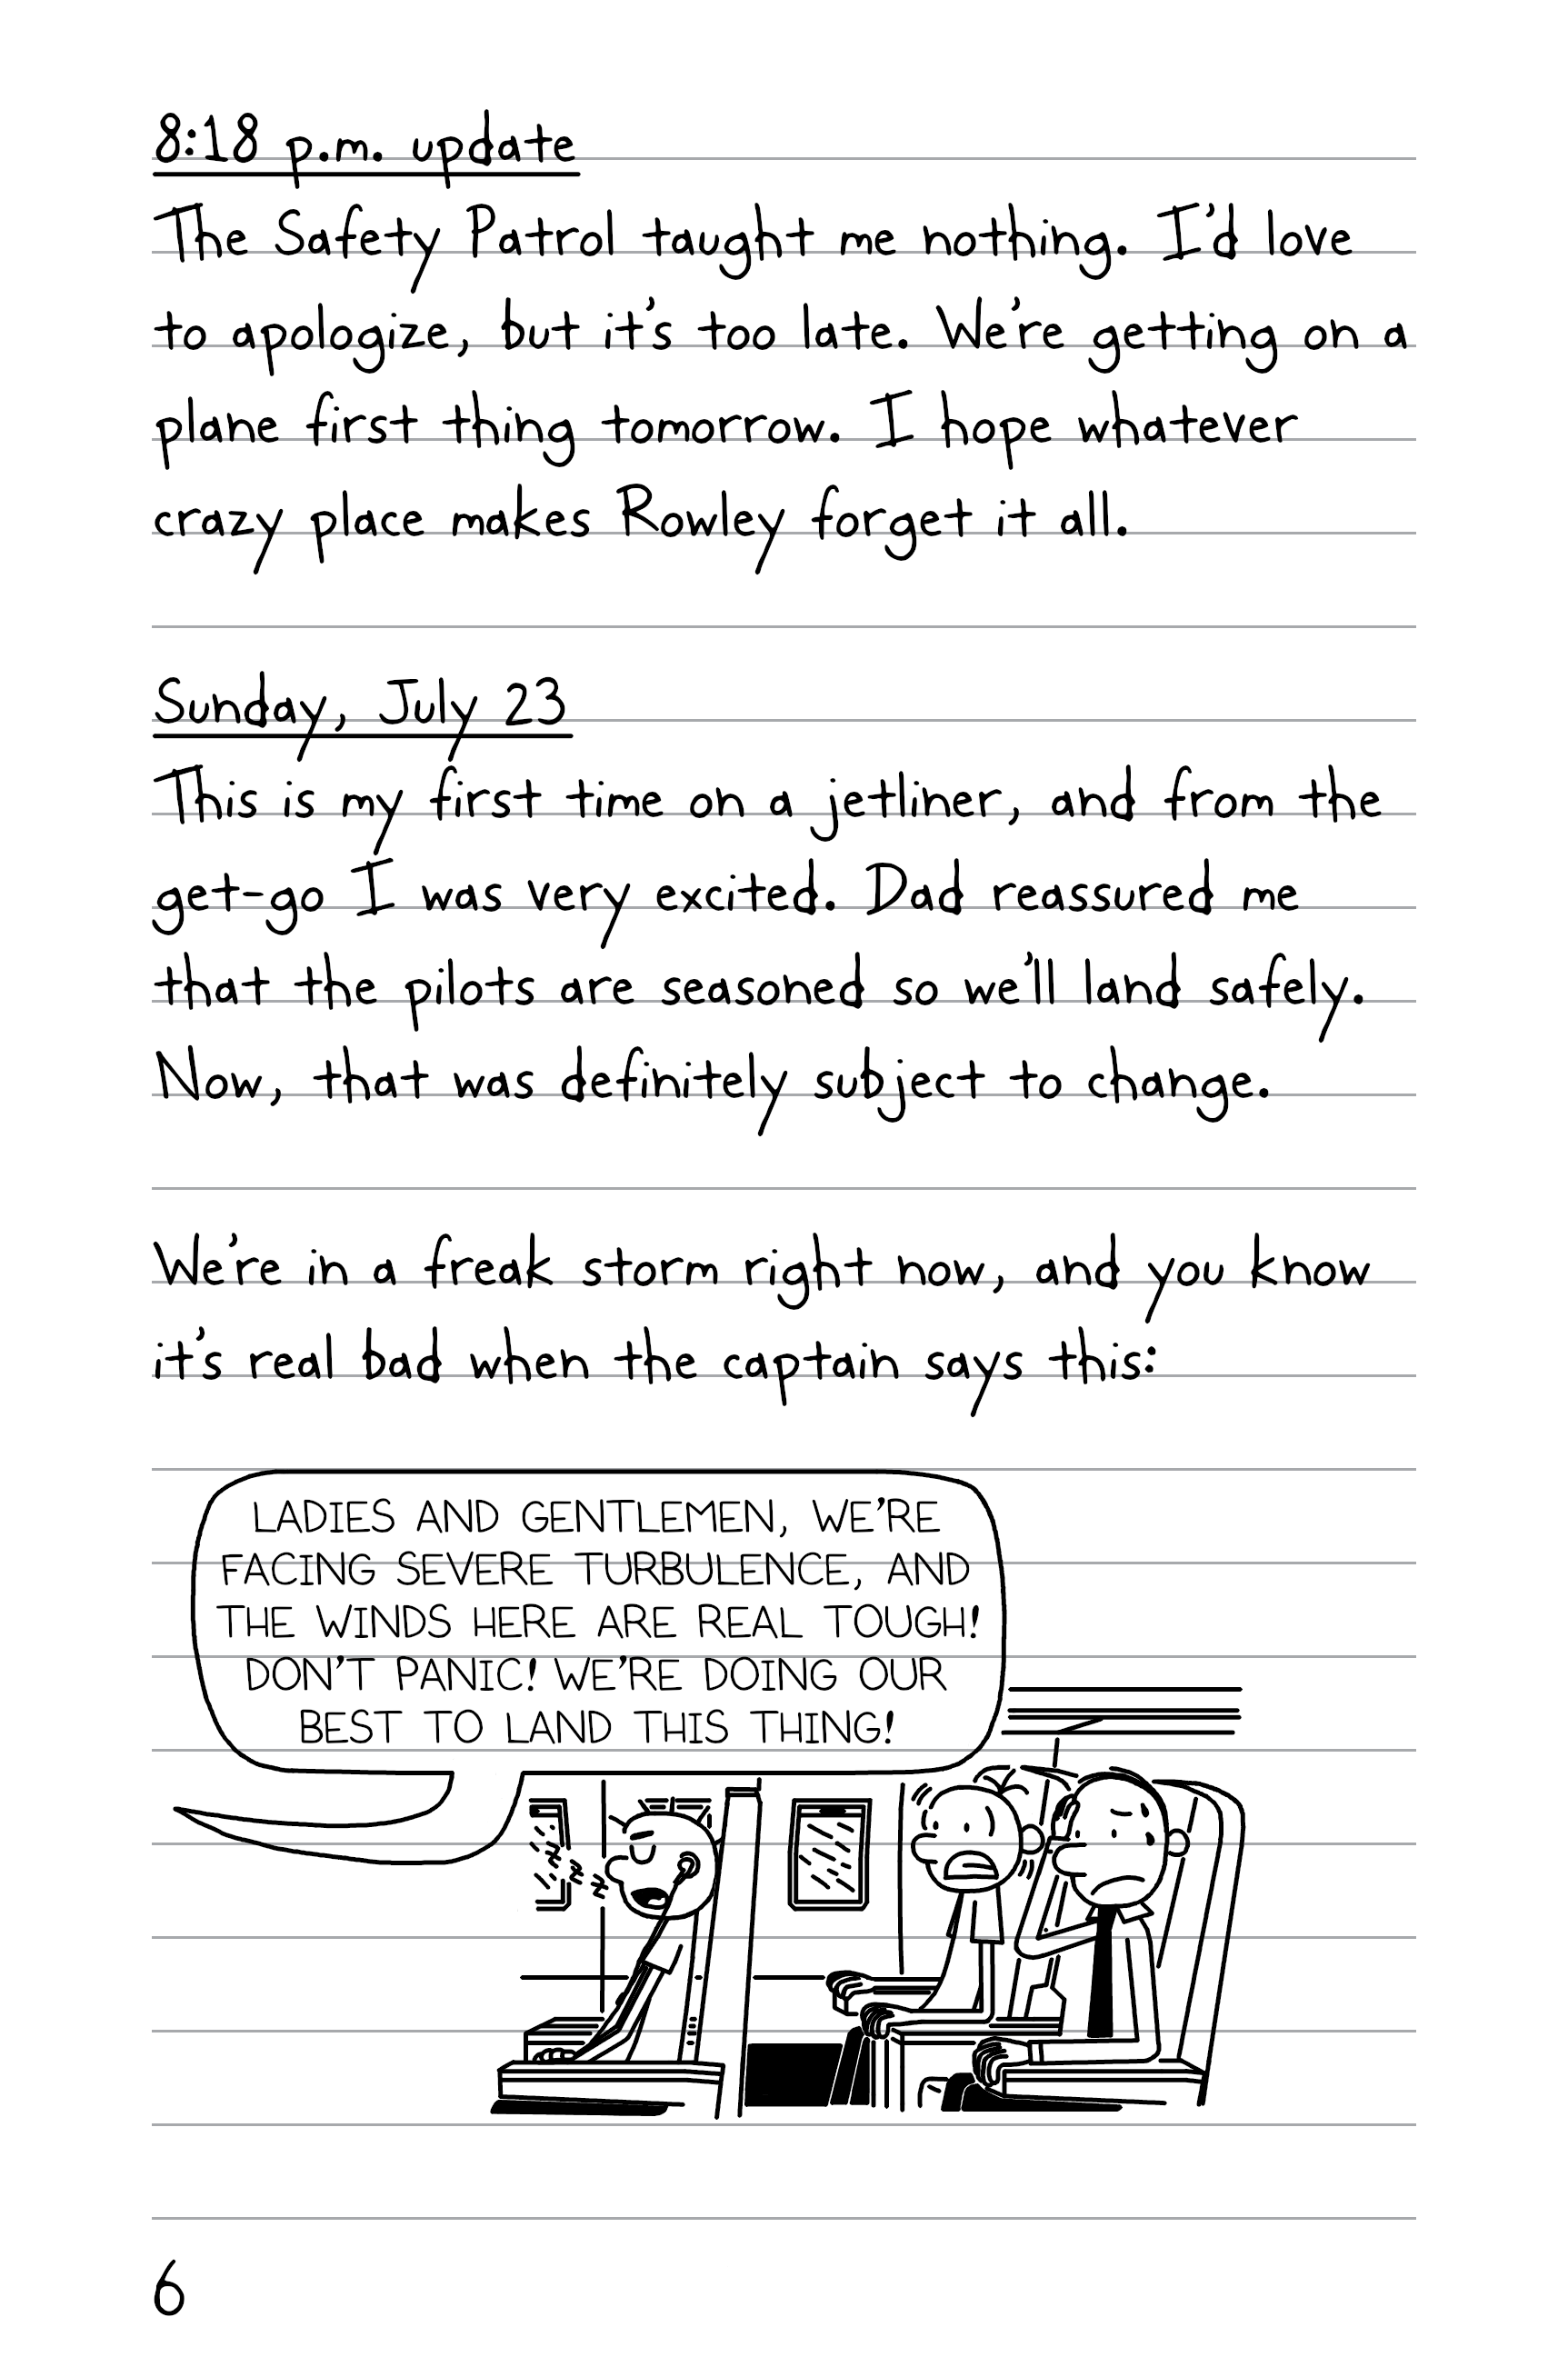 8:18 p.m. update
The Safety Patrol taught me nothing. I'd love
to apologize, but it's too late. We're getting on a
plane first thing tomorrow. I hope whatever
crazy place makes Rowley forget it all.
Sunday, July 23
This is my first time on a jetliner, and from the
get-go I was very excited. Dad reassured me
that the pilots are seasoned so we'll land safely.
Now, that was definitely subject to change.
We're in a freak storm right now, and you know
it's real bad when the captain says this:
LADIES AND GENTLEMEN, WE'RE
FACING SEVERE TURBULENCE, AND
THE WINDS HERE ARE REAL TOUGH!
DON'T PANIC! WE'RE DOING OUR
BEST TO LAND THIS THING!
6